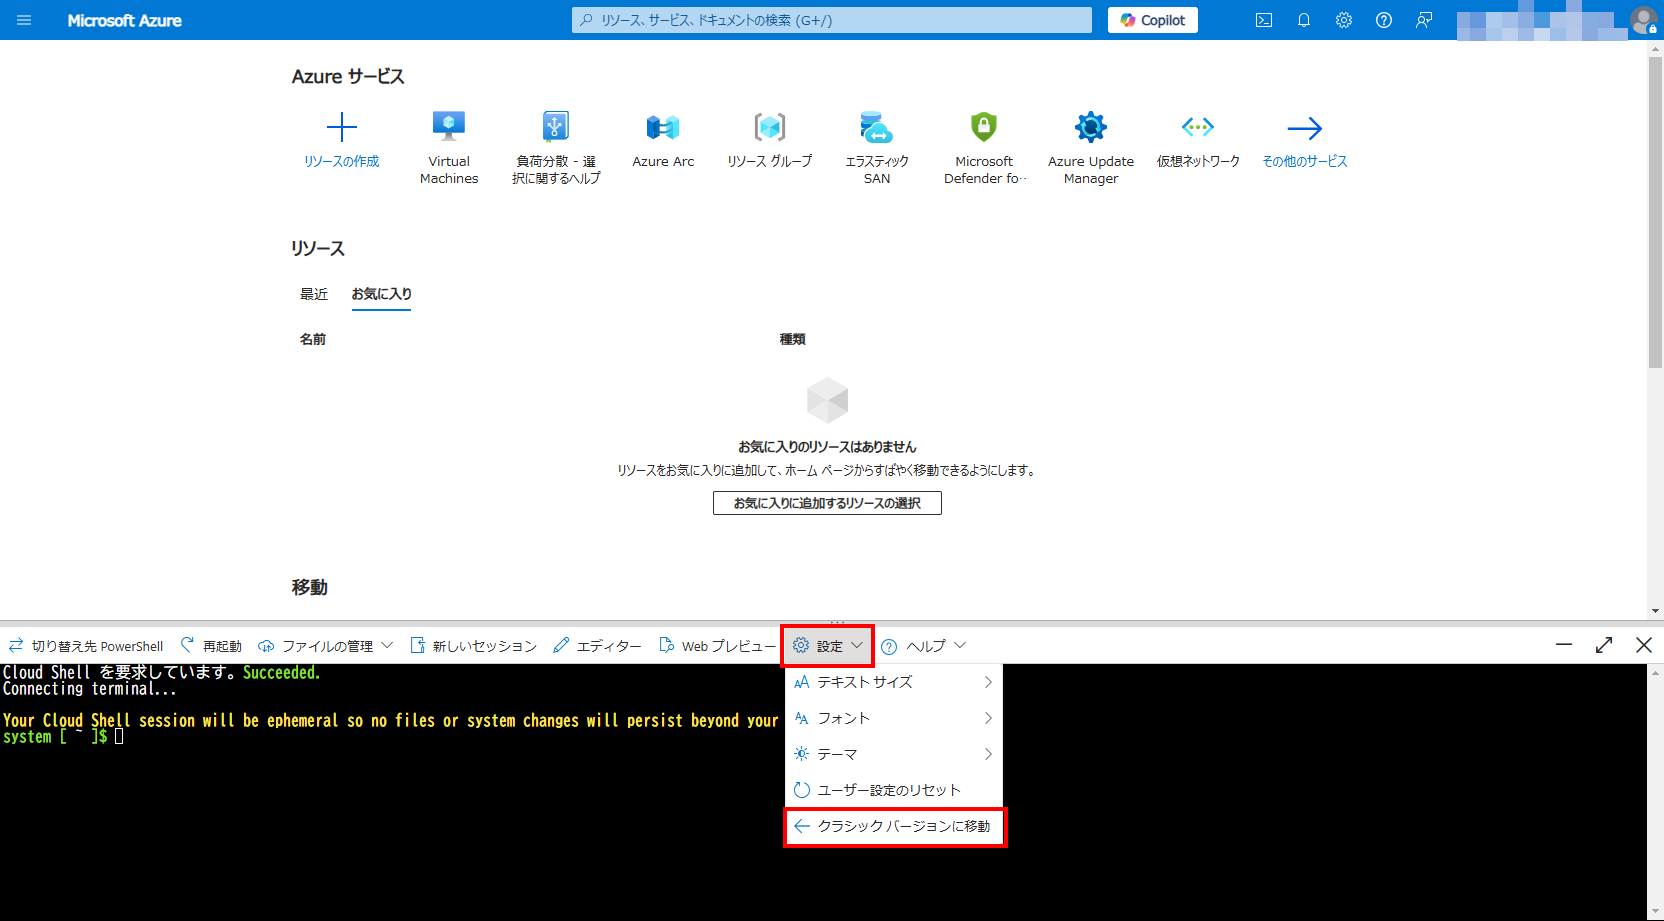 Microsoft Azure
リソース、サービス、ドキュメントの検索 (G+/)
Copilot
Azure サービス
リソースの作成
Virtual
Machines
負荷分散 - 選
択に関するヘルプ
Azure Arc
リソース グループ
エラスティック
SAN
Microsoft
Defender fo…
Azure Update
Manager
仮想ネットワーク
その他のサービス
リソース
最近
お気に入り
名前
種類
お気に入りのリソースはありません
リソースをお気に入りに追加して、ホーム ページからすばやく移動できるようにします。
お気に入りに追加するリソースの選択
移動
切り替え先 PowerShell
再起動
ファイルの管理
新しいセッション
エディター
Web プレビュー
設定
ヘルプ
Cloud Shell を要求しています。Succeeded.
Connecting terminal...
Your Cloud Shell session will be ephemeral so no files or system changes will persist beyond your
system [ ~ ]$
テキスト サイズ
フォント
テーマ
ユーザー設定のリセット
クラシック バージョンに移動